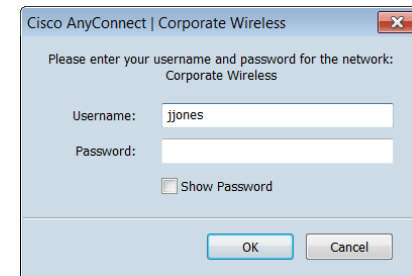 Cisco AnyConnect | Corporate Wireless
Please enter your username and password for the network:
Corporate Wireless
Username: jjones
Password:
Show Password
OK Cancel